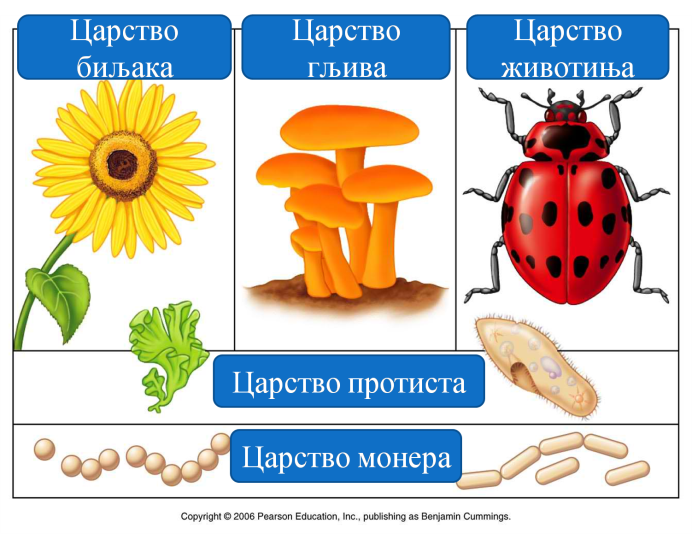 Царство
биљака
Царство
гљива
Царство
животиња
Царство протиста
Царство монера
Copyright © 2006 Pearson Education, Inc., publishing as Benjamin Cummings.